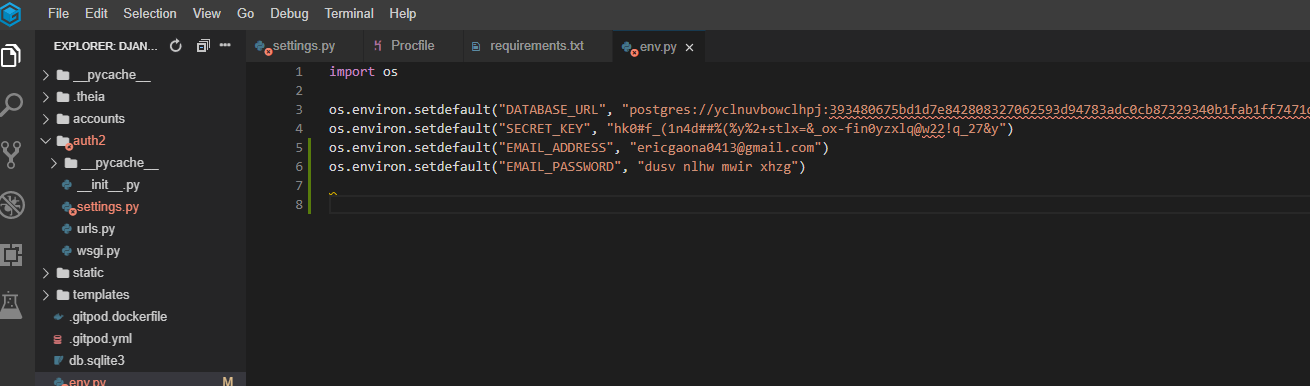 File Edit Selection View Go Debug Terminal Help
EXPLORER: DJAN...
settings.py Procfile requirements.txt env.py
__pycache__
.theia
accounts
auth2
__pycache__
__init__.py
settings.py
urls.py
wsgi.py
static
templates
.gitpod.dockerfile
.gitpod.yml
db.sqlite3
env.py M
1 import os
2
3 os.environ.setdefault("DATABASE_URL", "postgres://yclnuvbowclhpj:393480675bd1d7e842808327062593d94783adc0cb87329340b1fab1ff7471
4 os.environ.setdefault("SECRET_KEY", "hk0#f_(1n4d##%(%y%2+stlx=&_ox-fin0yzxlq@w22!q_27&y")
5 os.environ.setdefault("EMAIL_ADDRESS", "ericgaona0413@gmail.com")
6 os.environ.setdefault("EMAIL_PASSWORD", "dusv nlhw mwir xhzg")
7
8